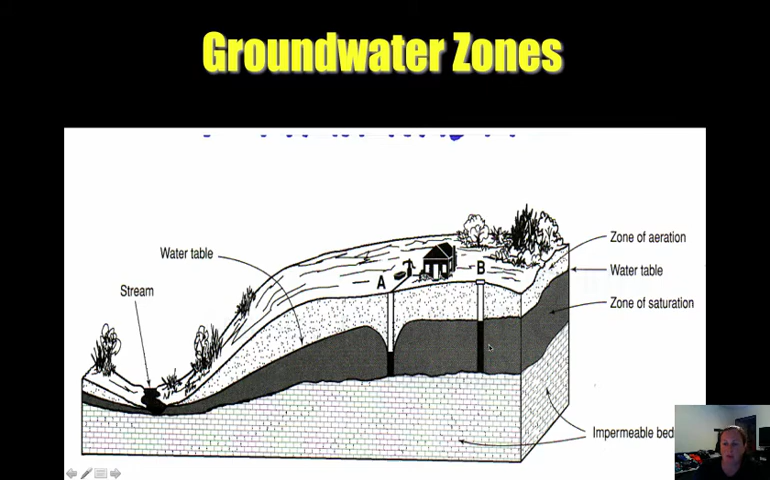 Groundwater Zones
Zone of aeration
Water table
Water table
A
B
Stream
Zone of saturation
Impermeable bed